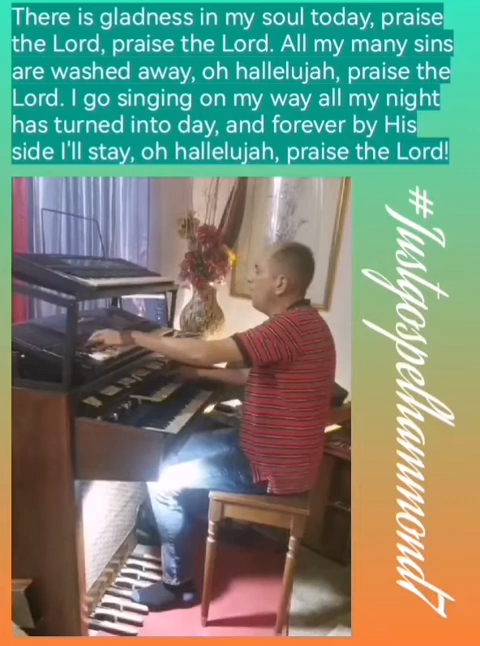 There is gladness in my soul today, praise
the Lord, praise the Lord. All my many sins
are washed away, oh hallelujah, praise the
Lord. I go singing on my way all my night
has turned into day, and forever by His
side I'll stay, oh hallelujah, praise the Lord!
#Justgospelhammond7